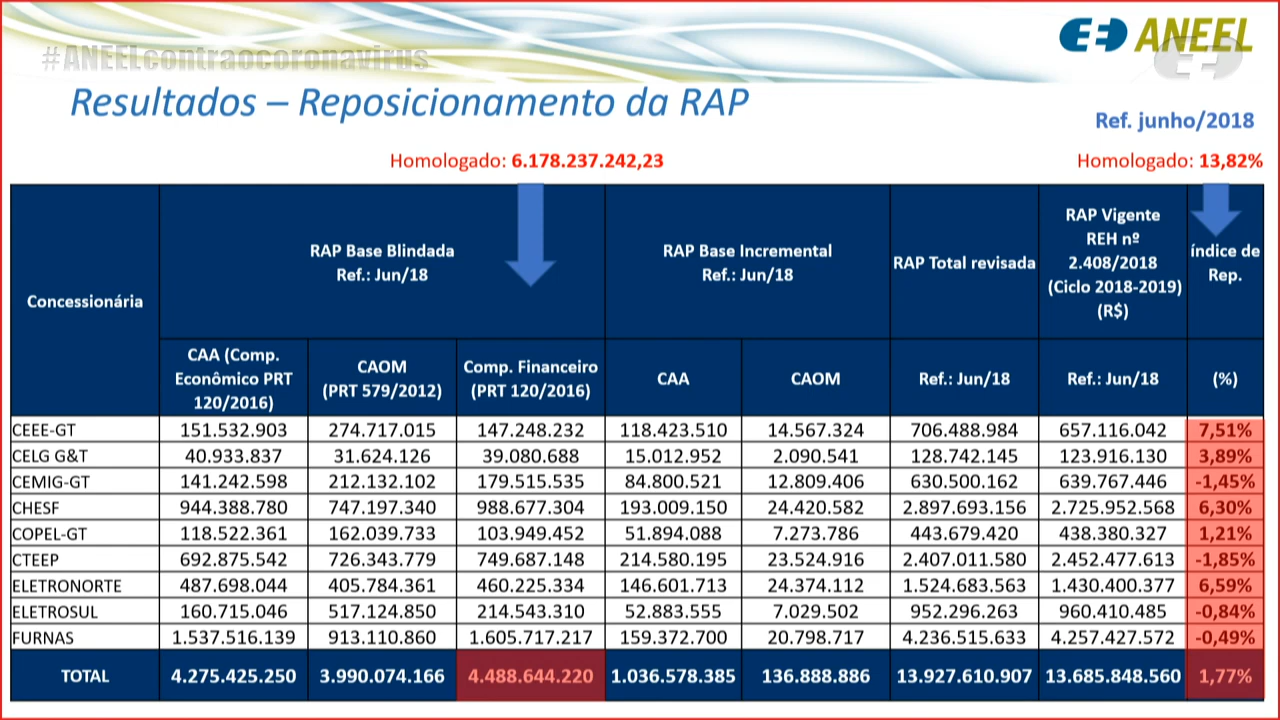 #ANEELcontraocoronavirus
ANEEL
Resultados – Reposicionamento da RAP
Ref. junho/2018
Homologado: 6.178.237.242,23
Homologado: 13,82%
Concessionária
RAP Base Blindada
Ref.: Jun/18
RAP Base Incremental
Ref.: Jun/18
RAP Total revisada
RAP Vigente
REH nº
2.408/2018
(Ciclo 2018-2019)
(R$)
índice de
Rep.
CAA (Comp.
Econômico PRT
120/2016)
CAOM
(PRT 579/2012)
Comp. Financeiro
(PRT 120/2016)
CAA
CAOM
Ref.: Jun/18
Ref.: Jun/18
(%)
CEEE-GT 151.532.903 274.717.015 147.248.232 118.423.510 14.567.324 706.488.984 657.116.042 7,51%
CELG G&T 40.933.837 31.624.126 39.080.688 15.012.952 2.090.541 128.742.145 123.916.130 3,89%
CEMIG-GT 141.242.598 212.132.102 179.515.535 84.800.521 12.809.406 630.500.162 639.767.446 -1,45%
CHESF 944.388.780 747.197.340 988.677.304 193.009.150 24.420.582 2.897.693.156 2.725.952.568 6,30%
COPEL-GT 118.522.361 162.039.733 103.949.452 51.894.088 7.273.786 443.679.420 438.380.327 1,21%
CTEEP 692.875.542 726.343.779 749.687.148 214.580.195 23.524.916 2.407.011.580 2.452.477.613 -1,85%
ELETRONORTE 487.698.044 405.784.361 460.225.334 146.601.713 24.374.112 1.524.683.563 1.430.400.377 6,59%
ELETROSUL 160.715.046 517.124.850 214.543.310 52.883.555 7.029.502 952.296.263 960.410.485 -0,84%
FURNAS 1.537.516.139 913.110.860 1.605.717.217 159.372.700 20.798.717 4.236.515.633 4.257.427.572 -0,49%
TOTAL 4.275.425.250 3.990.074.166 4.488.644.220 1.036.578.385 136.888.886 13.927.610.907 13.685.848.560 1,77%